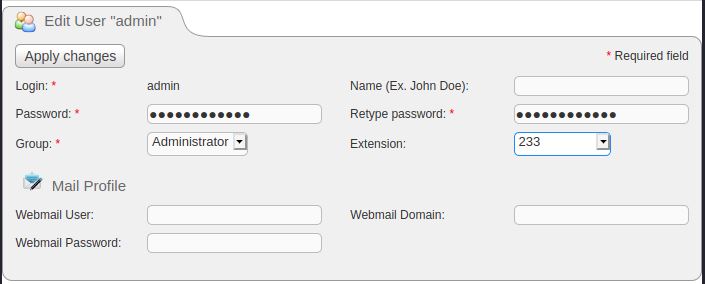 Edit User "admin"
Apply changes
* Required field
Login: * admin Name (Ex. John Doe):
Password: * ●●●●●●●●●●●● Retype password: * ●●●●●●●●●●●●
Group: * Administrator Extension: 233
Mail Profile
Webmail User: Webmail Domain:
Webmail Password: